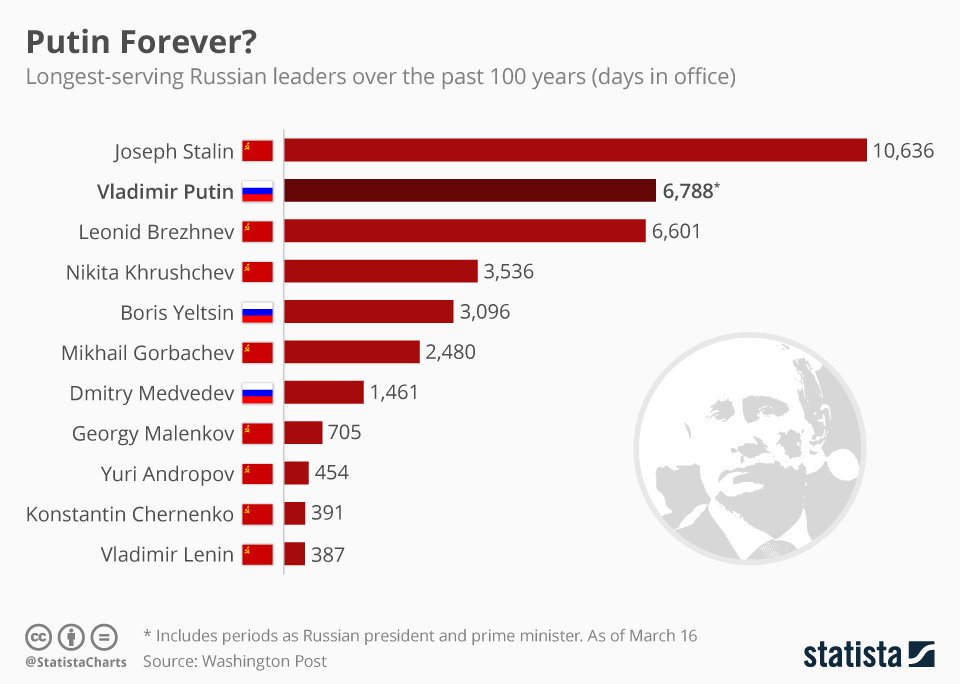 Putin Forever?
Longest-serving Russian leaders over the past 100 years (days in office)
Joseph Stalin 10,636
Vladimir Putin 6,788*
Leonid Brezhnev 6,601
Nikita Khrushchev 3,536
Boris Yeltsin 3,096
Mikhail Gorbachev 2,480
Dmitry Medvedev 1,461
Georgy Malenkov 705
Yuri Andropov 454
Konstantin Chernenko 391
Vladimir Lenin 387
* Includes periods as Russian president and prime minister. As of March 16
@StatistaCharts Source: Washington Post
cc
statista